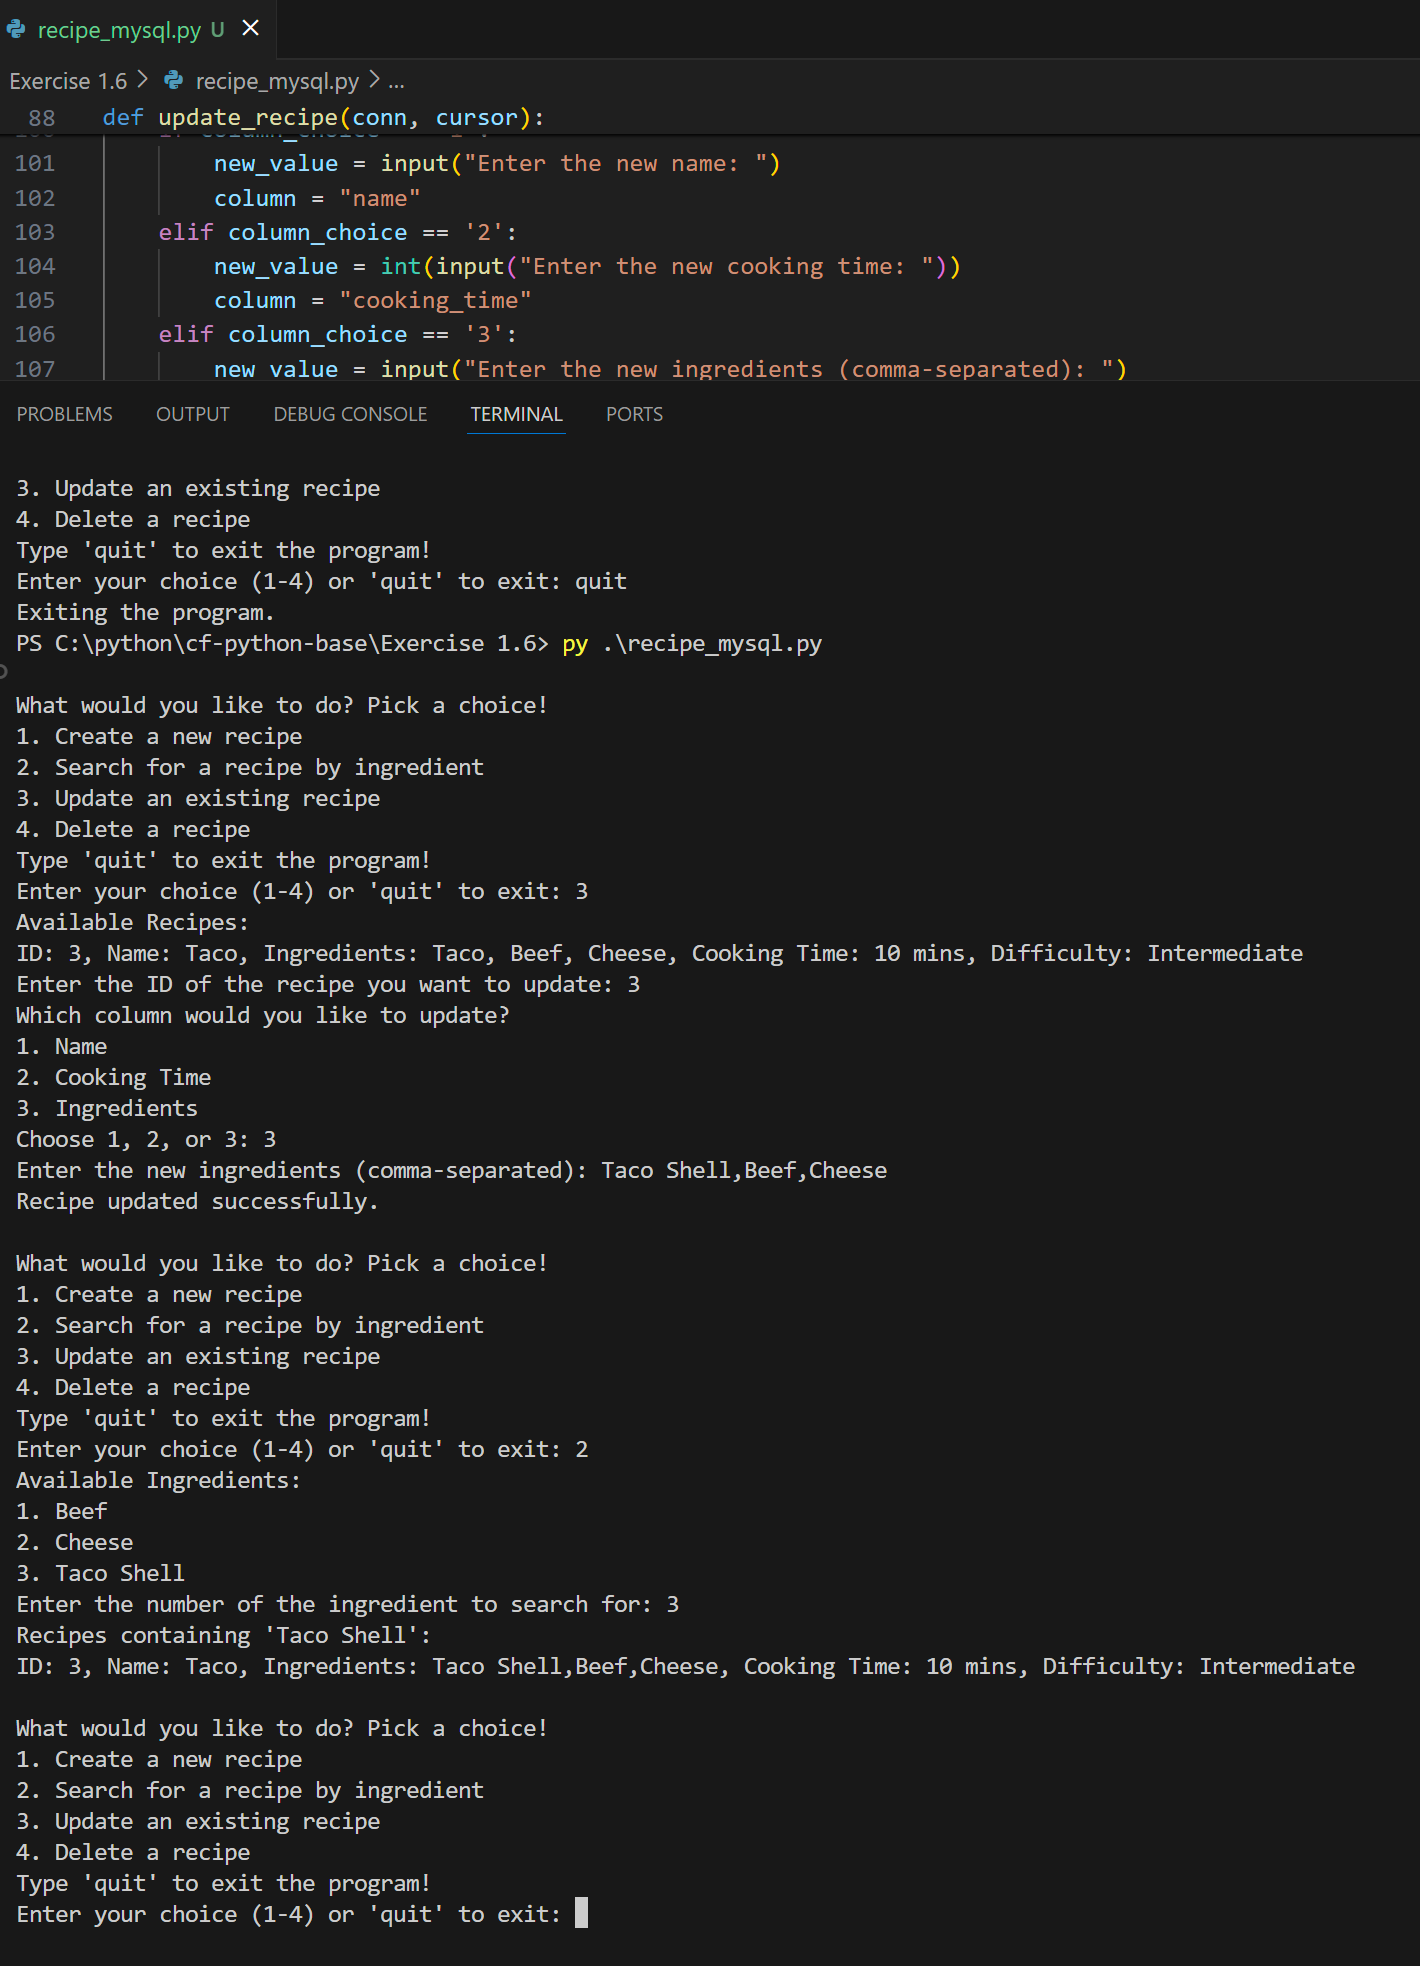 recipe_mysql.py U
Exercise 1.6 > recipe_mysql.py > ...
88 def update_recipe(conn, cursor):
101 new_value = input("Enter the new name: ")
102 column = "name"
103 elif column_choice == '2':
104 new_value = int(input("Enter the new cooking time: "))
105 column = "cooking_time"
106 elif column_choice == '3':
107 new_value = input("Enter the new ingredients (comma-separated): ")
PROBLEMS OUTPUT DEBUG CONSOLE TERMINAL PORTS
3. Update an existing recipe
4. Delete a recipe
Type 'quit' to exit the program!
Enter your choice (1-4) or 'quit' to exit: quit
Exiting the program.
PS C:\python\cf-python-base\Exercise 1.6> py .\recipe_mysql.py
What would you like to do? Pick a choice!
1. Create a new recipe
2. Search for a recipe by ingredient
3. Update an existing recipe
4. Delete a recipe
Type 'quit' to exit the program!
Enter your choice (1-4) or 'quit' to exit: 3
Available Recipes:
ID: 3, Name: Taco, Ingredients: Taco, Beef, Cheese, Cooking Time: 10 mins, Difficulty: Intermediate
Enter the ID of the recipe you want to update: 3
Which column would you like to update?
1. Name
2. Cooking Time
3. Ingredients
Choose 1, 2, or 3: 3
Enter the new ingredients (comma-separated): Taco Shell,Beef,Cheese
Recipe updated successfully.
What would you like to do? Pick a choice!
1. Create a new recipe
2. Search for a recipe by ingredient
3. Update an existing recipe
4. Delete a recipe
Type 'quit' to exit the program!
Enter your choice (1-4) or 'quit' to exit: 2
Available Ingredients:
1. Beef
2. Cheese
3. Taco Shell
Enter the number of the ingredient to search for: 3
Recipes containing 'Taco Shell':
ID: 3, Name: Taco, Ingredients: Taco Shell,Beef,Cheese, Cooking Time: 10 mins, Difficulty: Intermediate
What would you like to do? Pick a choice!
1. Create a new recipe
2. Search for a recipe by ingredient
3. Update an existing recipe
4. Delete a recipe
Type 'quit' to exit the program!
Enter your choice (1-4) or 'quit' to exit: